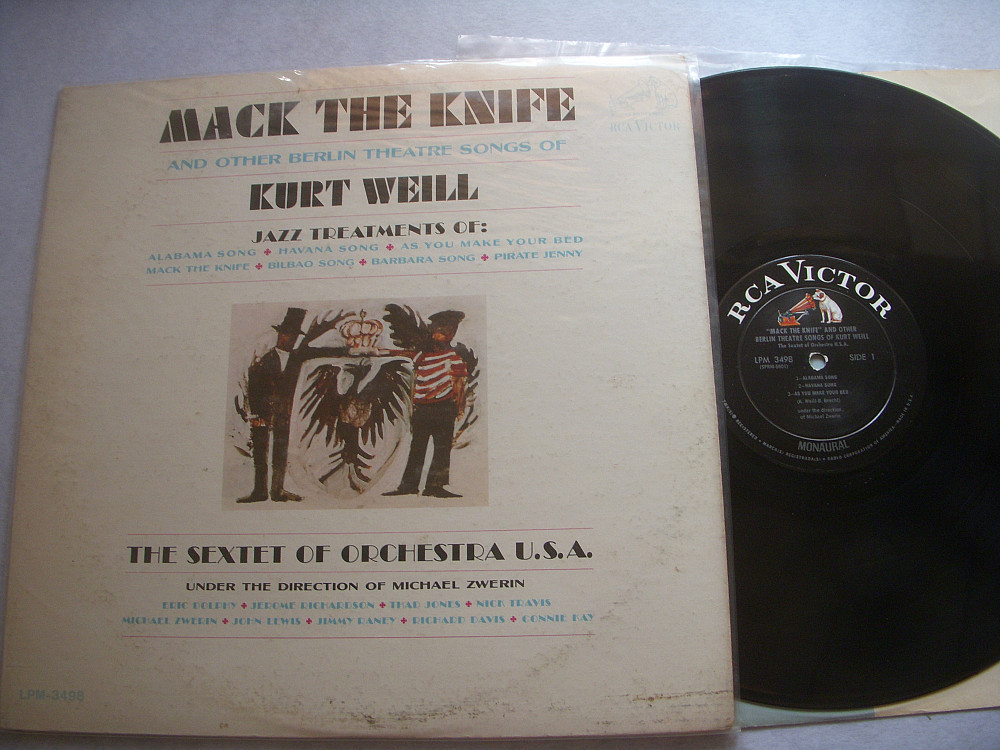 MACK THE KNIFE
AND OTHER BERLIN THEATRE SONGS OF
KURT WEILL
JAZZ TREATMENTS OF:
ALABAMA SONG ✤ HAVANA SONG ✤ AS YOU MAKE YOUR BED
MACK THE KNIFE ✤ BILBAO SONG ✤ BARBARA SONG ✤ PIRATE JENNY
RCA VICTOR
THE SEXTET OF ORCHESTRA U.S.A.
UNDER THE DIRECTION OF MICHAEL ZWERIN
ERIC DOLPHY ✤ JEROME RICHARDSON ✤ THAD JONES ✤ NICK TRAVIS
MICHAEL ZWERIN ✤ JOHN LEWIS ✤ JIMMY RANEY ✤ RICHARD DAVIS ✤ CONNIE KAY
LPM-3498
RCA VICTOR
"MACK THE KNIFE" AND OTHER
BERLIN THEATRE SONGS OF KURT WEILL
The Sextet of Orchestra U.S.A.
LPM 3498 SIDE 1
1-ALABAMA SONG
2-HAVANA SONG
3-AS YOU MAKE YOUR BED
(K. Weill-B. Brecht)
under the direction
of Michael Zwerin
MONAURAL
RADIO CORPORATION OF AMERICA